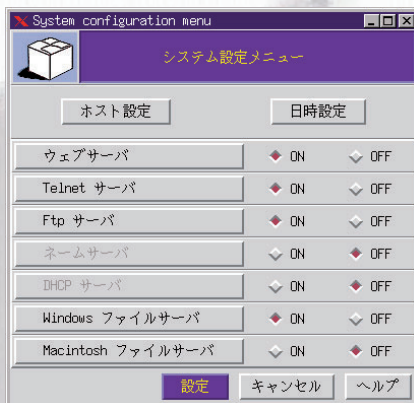 System configuration menu
システム設定メニュー
ホスト設定 日時設定
ウェブサーバ ON OFF
Telnet サーバ ON OFF
Ftp サーバ ON OFF
ネームサーバ ON OFF
DHCP サーバ ON OFF
Windows ファイルサーバ ON OFF
Macintosh ファイルサーバ ON OFF
設定 キャンセル ヘルプ